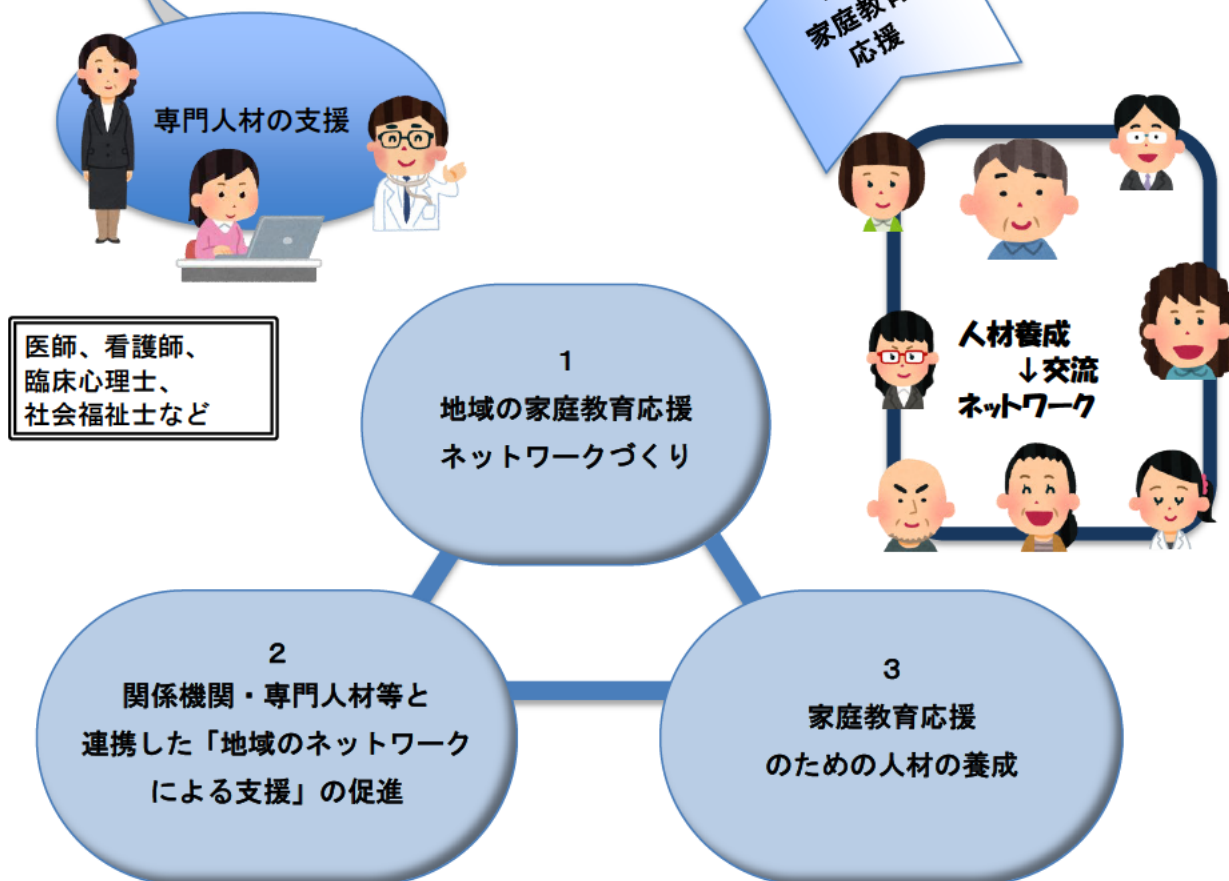 家庭教育
応援
専門人材の支援
医師、看護師、
臨床心理士、
社会福祉士など
人材養成
↓交流
ネットワーク
1
地域の家庭教育応援
ネットワークづくり
2
関係機関・専門人材等と
連携した「地域のネットワーク
による支援」の促進
3
家庭教育応援
のための人材の養成